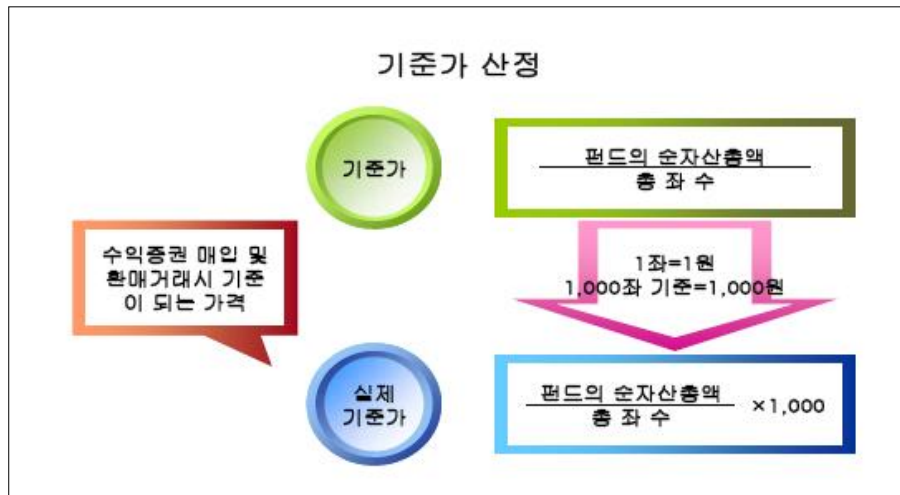 기준가 산정
기준가
펀드의 순자산총액
총 좌 수
수익증권 매입 및
환매거래시 기준
이 되는 가격
1좌=1원
1,000좌 기준=1,000원
실제
기준가
펀드의 순자산총액
총 좌 수
×1,000